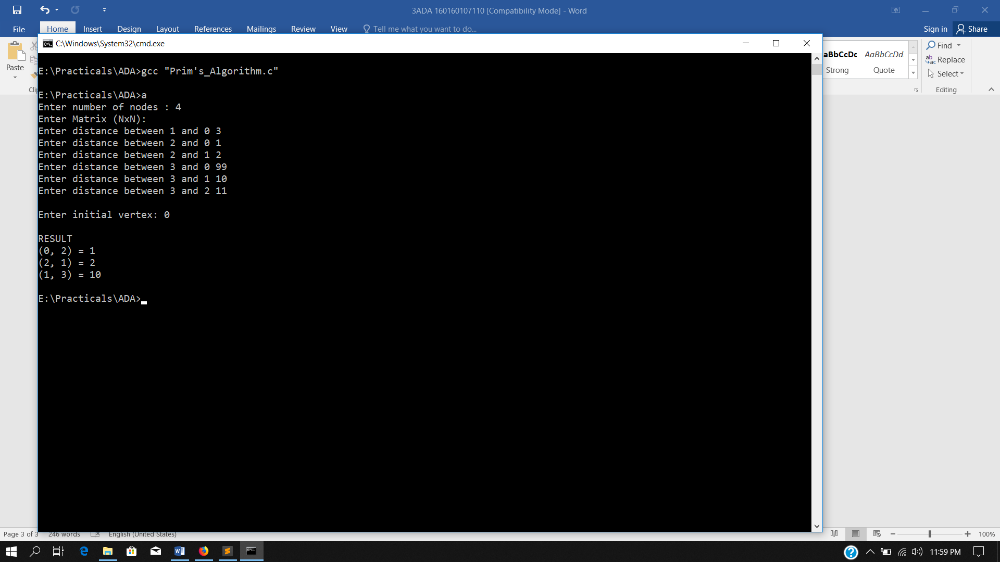 3ADA 160160107110 [Compatibility Mode] - Word
File Home Insert Design Layout References Mailings Review View Tell me what you want to do... Sign in Share
C:\Windows\System32\cmd.exe
Paste
AaBbCcDd
Strong Quote
Find
Replace
Select
Editing
E:\Practicals\ADA>gcc "Prim's_Algorithm.c"
E:\Practicals\ADA>a
Enter number of nodes : 4
Enter Matrix (NxN):
Enter distance between 1 and 0 3
Enter distance between 2 and 0 1
Enter distance between 2 and 1 2
Enter distance between 3 and 0 99
Enter distance between 3 and 1 10
Enter distance between 3 and 2 11
Enter initial vertex: 0
RESULT
(0, 2) = 1
(2, 1) = 2
(1, 3) = 10
E:\Practicals\ADA>
Page 3 of 3 246 words English (United States) 100%
11:59 PM